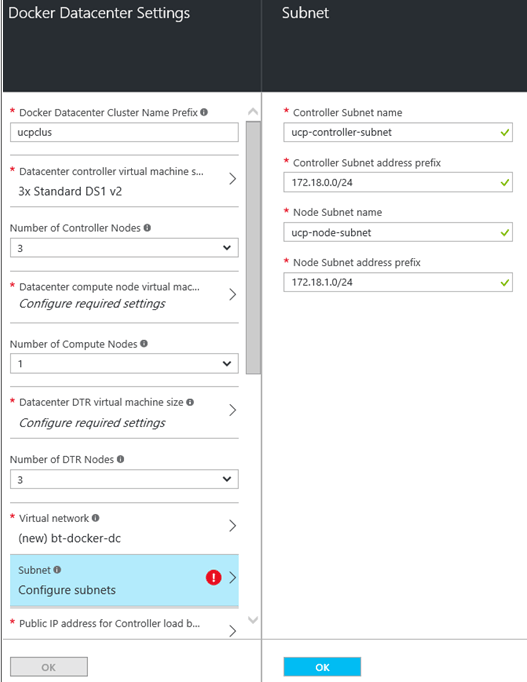 Docker Datacenter Settings
* Docker Datacenter Cluster Name Prefix
ucpclus
* Datacenter controller virtual machine s...
3x Standard DS1 v2
Number of Controller Nodes
3
* Datacenter compute node virtual mac...
Configure required settings
Number of Compute Nodes
1
* Datacenter DTR virtual machine size
Configure required settings
Number of DTR Nodes
3
* Virtual network
(new) bt-docker-dc
Subnet
Configure subnets
* Public IP address for Controller load b...
OK
Subnet
* Controller Subnet name
ucp-controller-subnet
* Controller Subnet address prefix
172.18.0.0/24
* Node Subnet name
ucp-node-subnet
* Node Subnet address prefix
172.18.1.0/24
OK